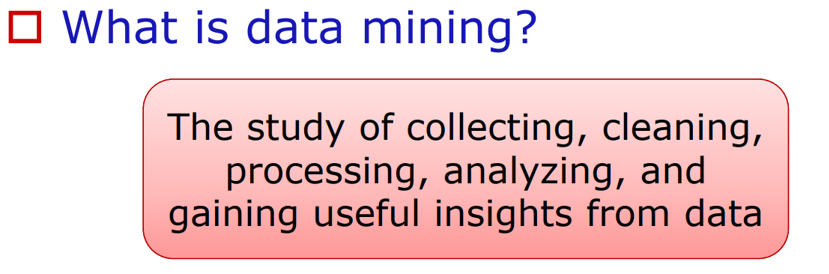 What is data mining?
The study of collecting, cleaning,
processing, analyzing, and
gaining useful insights from data